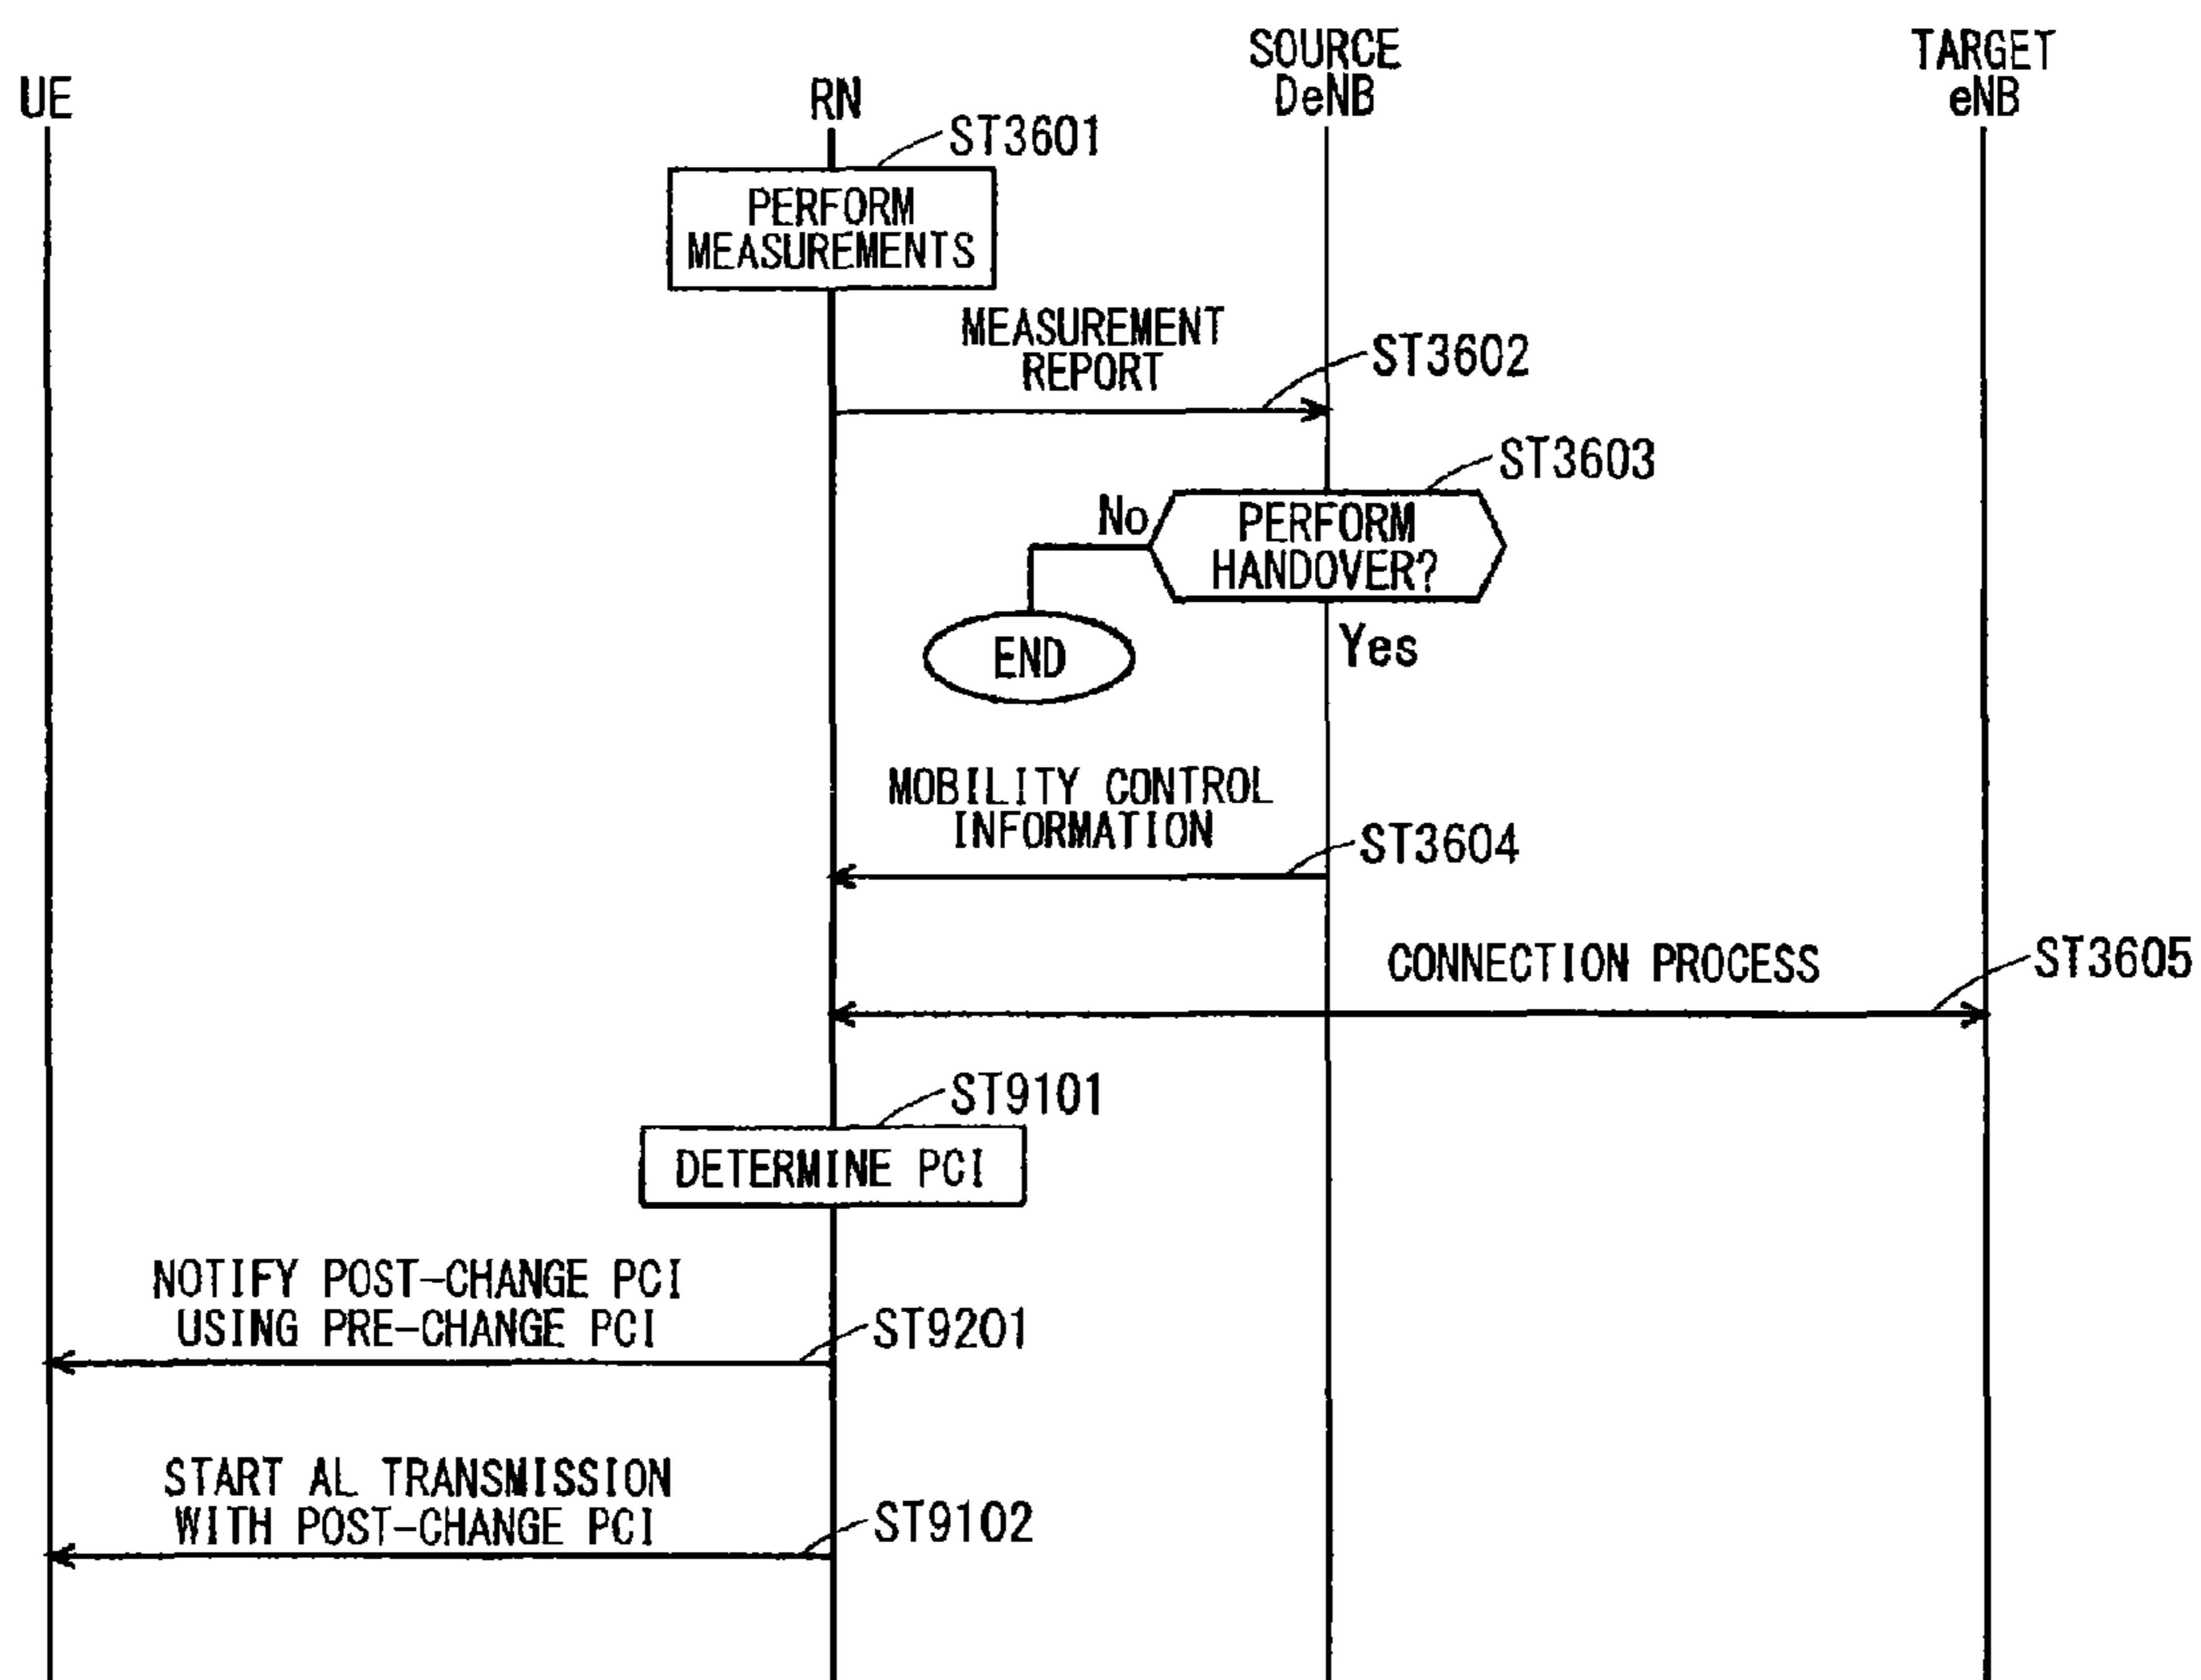 UE
RN
SOURCE
DeNB
TARGET
eNB
ST3601
PERFORM
MEASUREMENTS
MEASUREMENT
REPORT
ST3602
ST3603
No
PERFORM
HANDOVER?
END
Yes
MOBILITY CONTROL
INFORMATION
ST3604
CONNECTION PROCESS
ST3605
ST9101
DETERMINE PCI
NOTIFY POST-CHANGE PCI
USING PRE-CHANGE PCI
ST9201
START AL TRANSMISSION
WITH POST-CHANGE PCI
ST9102